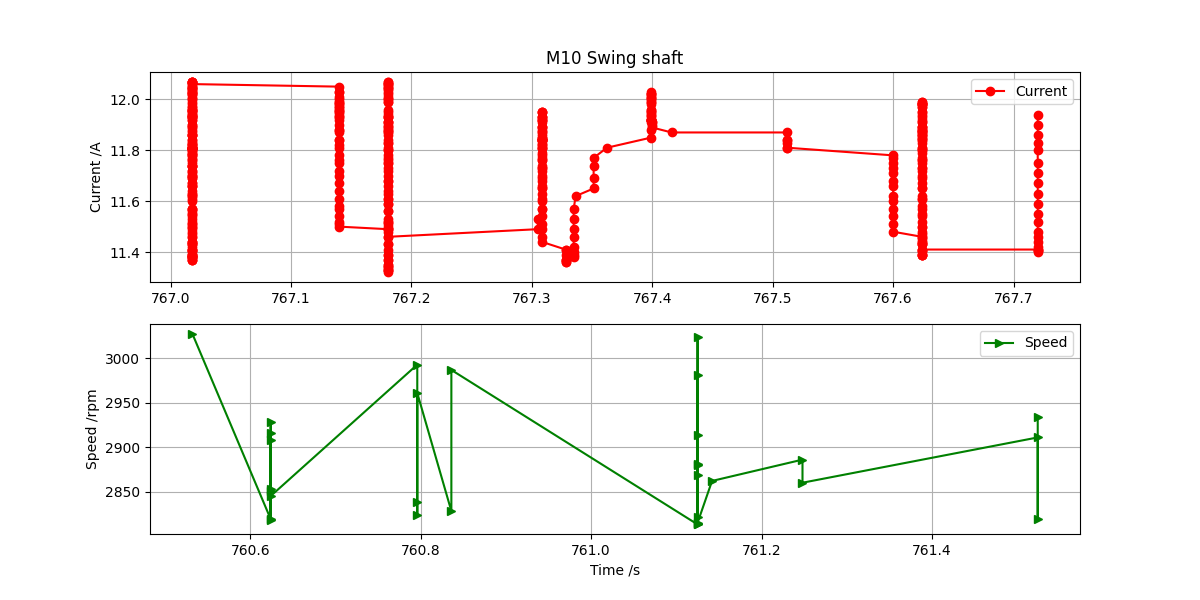 M10 Swing shaft
Current /A
12.0
11.8
11.6
11.4
Current
767.0 767.1 767.2 767.3 767.4 767.5 767.6 767.7
Speed /rpm
3000
2950
2900
2850
Speed
760.6 760.8 761.0 761.2 761.4
Time /s